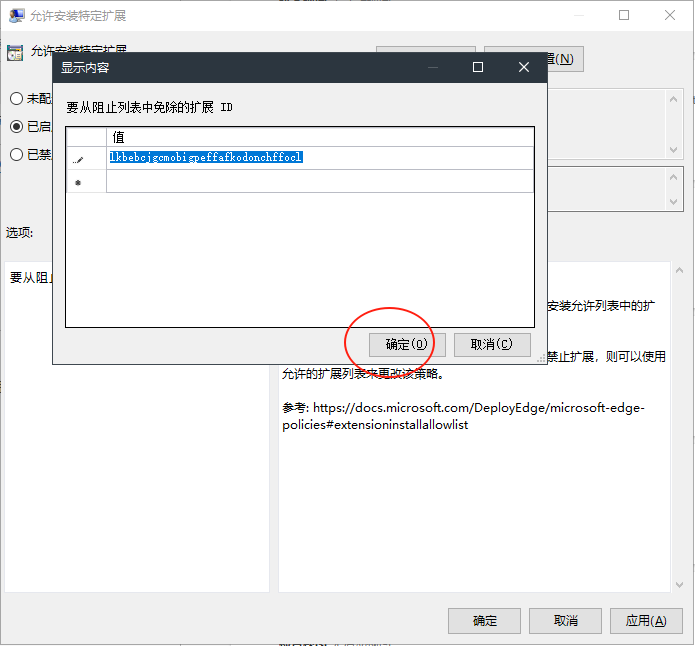 允许安装特定扩展
允许安装特定扩展
置(N)
显示内容
要从阻止列表中免除的扩展 ID
值
lkbebcjgcmobigpeffafkodonchffocl
确定(O)
取消(C)
未配
已启
已禁
选项:
要从阻止
安装允许列表中的扩
禁止扩展，则可以使用
允许的扩展列表来更改该策略。
参考: https://docs.microsoft.com/DeployEdge/microsoft-edge-
policies#extensioninstallallowlist
确定
取消
应用(A)